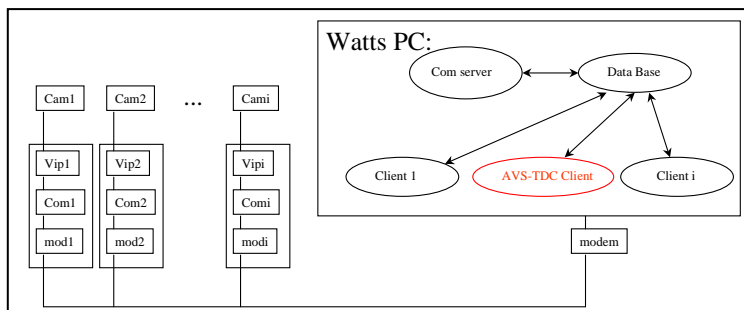 Watts PC:
Com server
Data Base
Cam1
Cam2
...
Cami
Vip1
Vip2
Vipi
Client 1
AVS-TDC Client
Client i
Com1
Com2
Comi
mod1
mod2
modi
modem